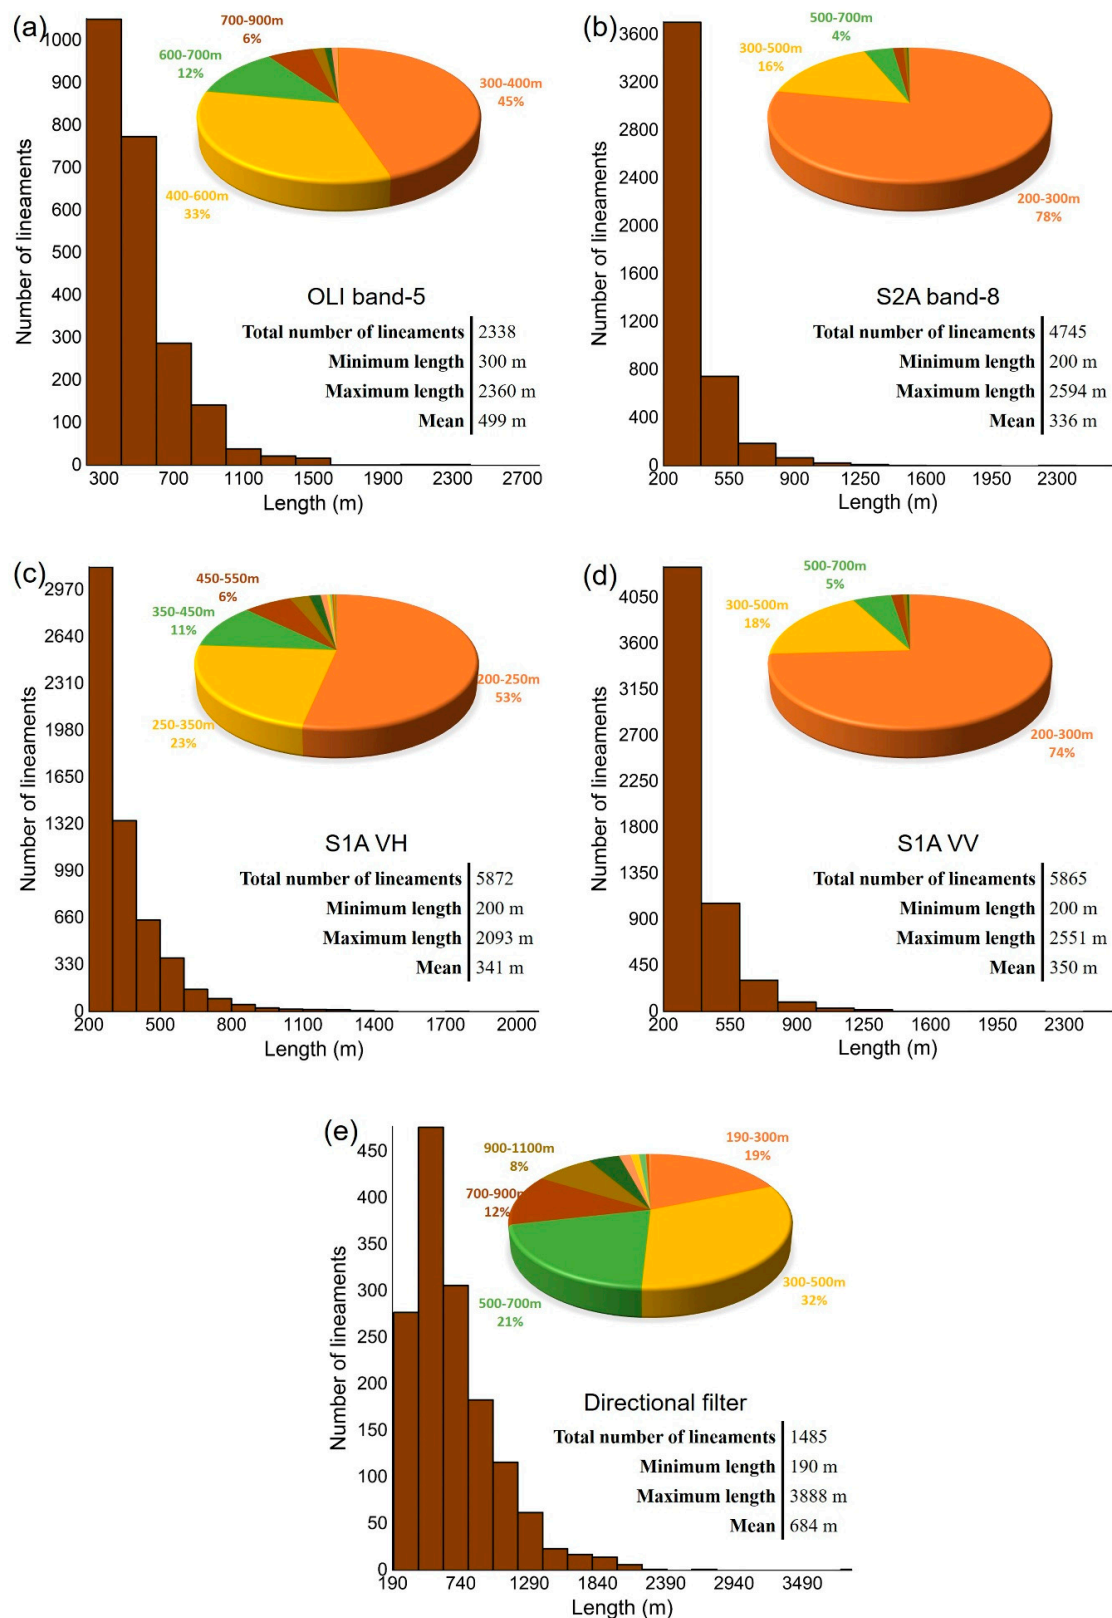 (a)
Number of lineaments
1000
900
800
700
600
500
400
300
200
100
0
300 700 1100 1500 1900 2300 2700
Length (m)
700-900m
6%
600-700m
12%
300-400m
45%
400-600m
33%
OLI band-5
Total number of lineaments 2338
Minimum length 300 m
Maximum length 2360 m
Mean 499 m
(b)
Number of lineaments
3600
3200
2800
2400
2000
1600
1200
800
400
0
200 550 900 1250 1600 1950 2300
Length (m)
500-700m
4%
300-500m
16%
200-300m
78%
S2A band-8
Total number of lineaments 4745
Minimum length 200 m
Maximum length 2594 m
Mean 336 m
(c)
Number of lineaments
2970
2640
2310
1980
1650
1320
990
660
330
0
200 500 800 1100 1400 1700 2000
Length (m)
450-550m
6%
350-450m
11%
200-250m
53%
250-350m
23%
S1A VH
Total number of lineaments 5872
Minimum length 200 m
Maximum length 2093 m
Mean 341 m
(d)
Number of lineaments
4050
3600
3150
2700
2250
1800
1350
900
450
0
200 550 900 1250 1600 1950 2300
Length (m)
500-700m
5%
300-500m
18%
200-300m
74%
S1A VV
Total number of lineaments 5865
Minimum length 200 m
Maximum length 2551 m
Mean 350 m
(e)
Number of lineaments
450
400
350
300
250
200
150
100
50
0
190 740 1290 1840 2390 2940 3490
Length (m)
900-1100m
8%
190-300m
19%
700-900m
12%
300-500m
32%
500-700m
21%
Directional filter
Total number of lineaments 1485
Minimum length 190 m
Maximum length 3888 m
Mean 684 m